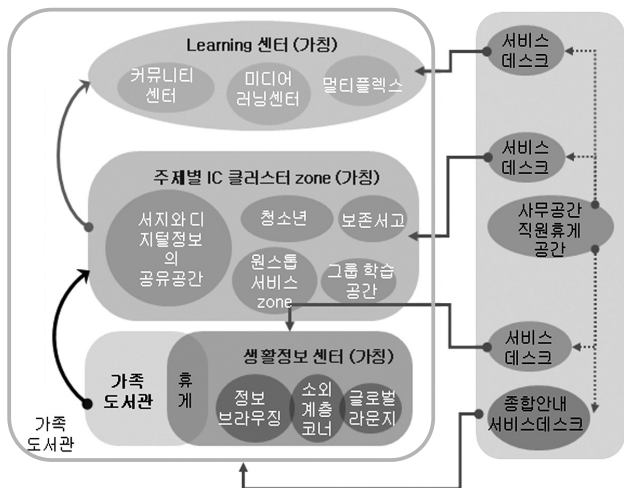 Learning 센터 (가칭)
커뮤니티
센터
미디어
러닝센터
멀티플렉스
서비스
데스크
주제별 IC 클러스터 zone (가칭)
서지와 디
지털정보
의
공유공간
청소년
보존서고
원스톱
서비스
zone
그룹 학습
공간
서비스
데스크
사무공간
직원휴게
공간
생활정보 센터 (가칭)
가족
도서관
휴
게
정보
브라우징
소외
계층
코너
글로벌
라운지
서비스
데스크
종합안내
서비스데스크
가족
도서관